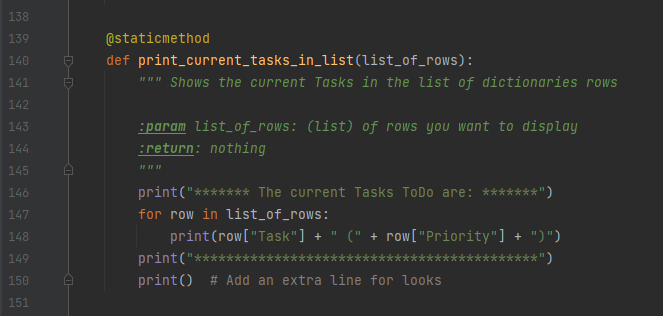 138
139 @staticmethod
140 def print_current_tasks_in_list(list_of_rows):
141 """ Shows the current Tasks in the list of dictionaries rows
142
143 :param list_of_rows: (list) of rows you want to display
144 :return: nothing
145 """
146 print("******* The current Tasks ToDo are: *******")
147 for row in list_of_rows:
148 print(row["Task"] + " (" + row["Priority"] + ")")
149 print("*******************************************")
150 print()  # Add an extra line for looks
151